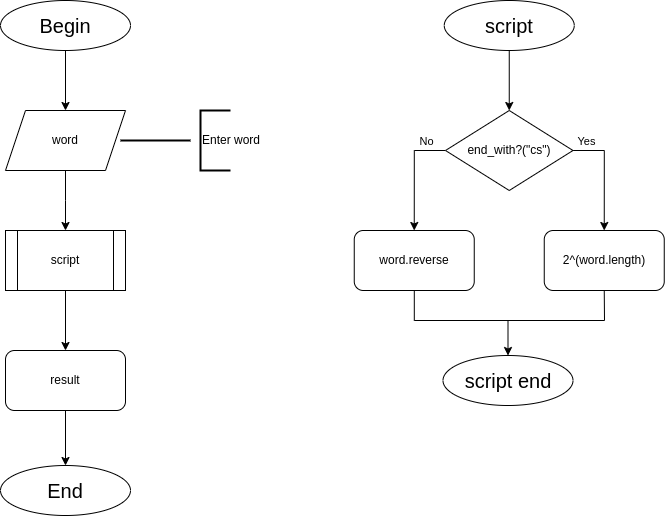 Begin
word
Enter word
script
result
End
script
end_with?("cs")
No
Yes
word.reverse
2^(word.length)
script end